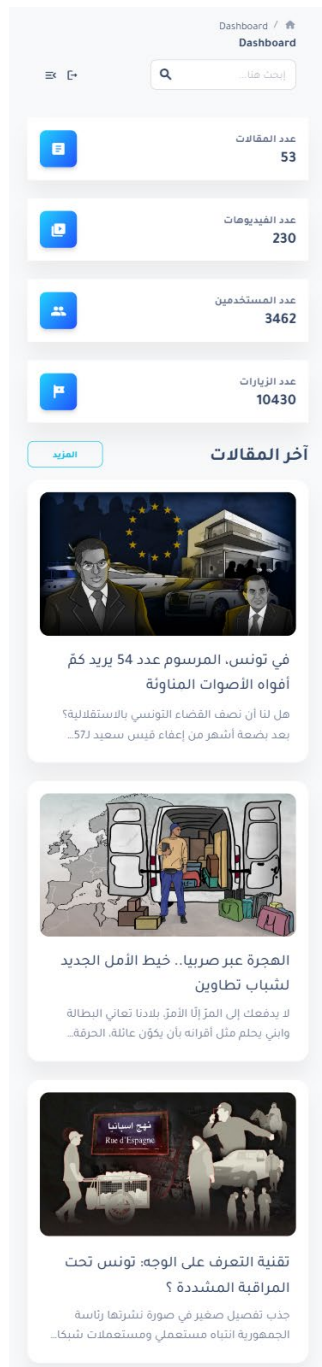 Dashboard /
Dashboard
إبحث هنا...
عدد المقالات
53
عدد الفيديوهات
230
عدد المستخدمين
3462
عدد الزيارات
10430
آخر المقالات
المزيد
في تونس، المرسوم عدد 54 يريد كمّ
أفواه الأصوات المناوئة
هل لنا أن نصف القضاء التونسي بالاستقلالية؟
بعد بضعة أشهر من إعفاء قيس سعيد لـ57...
الهجرة عبر صربيا.. خيط الأمل الجديد
لشباب تطاوين
لا يدفعك إلى المرّ إلّا الأمرّ، بلادنا تعاني البطالة
وابني يحلم مثل أقرانه بأن يكوّن عائلة، الحرقة...
نهج اسبانيا
Rue d'Espagne
تقنية التعرف على الوجه: تونس تحت
المراقبة المشددة ؟
جذب تفصيل صغير في صورة نشرتها رئاسة
الجمهورية انتباه مستعملي ومستعملات شبكا...